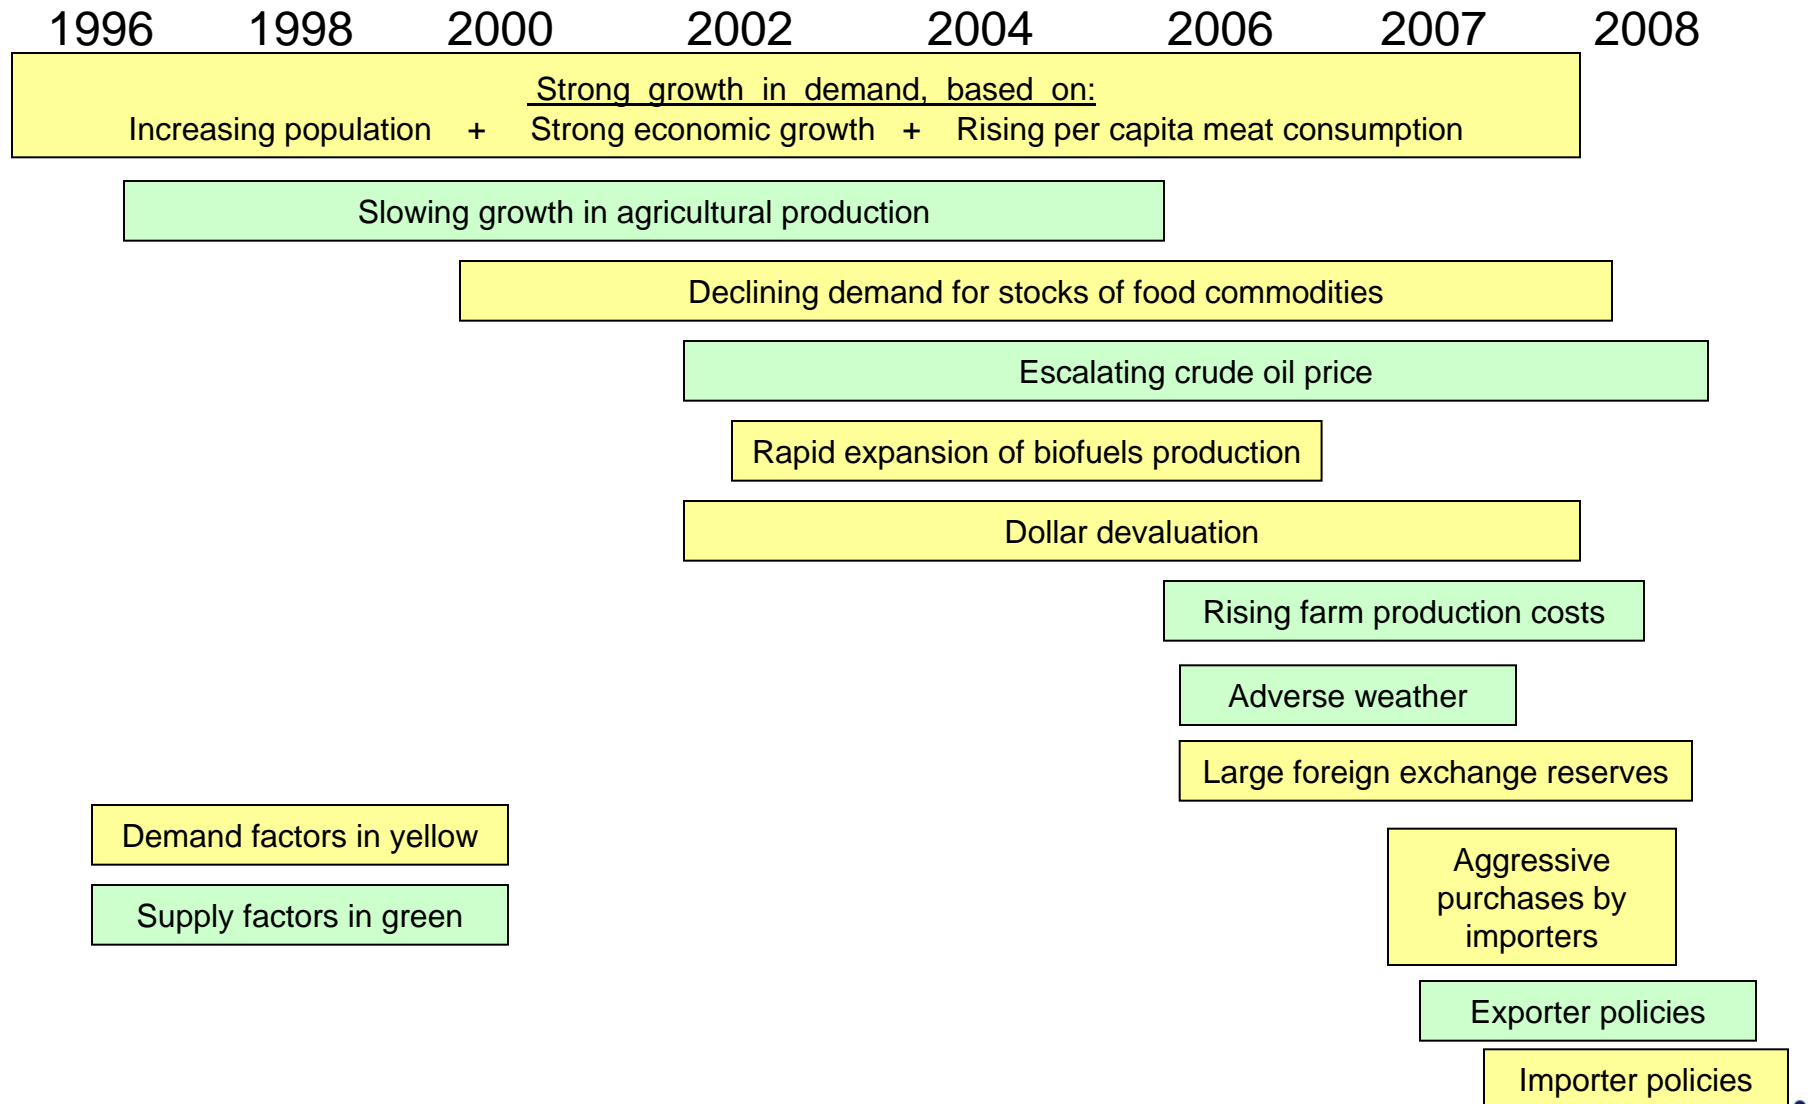 1996 1998 2000 2002 2004 2006 2007 2008
Strong growth in demand, based on:
Increasing population + Strong economic growth + Rising per capita meat consumption
Slowing growth in agricultural production
Declining demand for stocks of food commodities
Escalating crude oil price
Rapid expansion of biofuels production
Dollar devaluation
Rising farm production costs
Adverse weather
Large foreign exchange reserves
Demand factors in yellow
Supply factors in green
Aggressive
purchases by
importers
Exporter policies
Importer policies